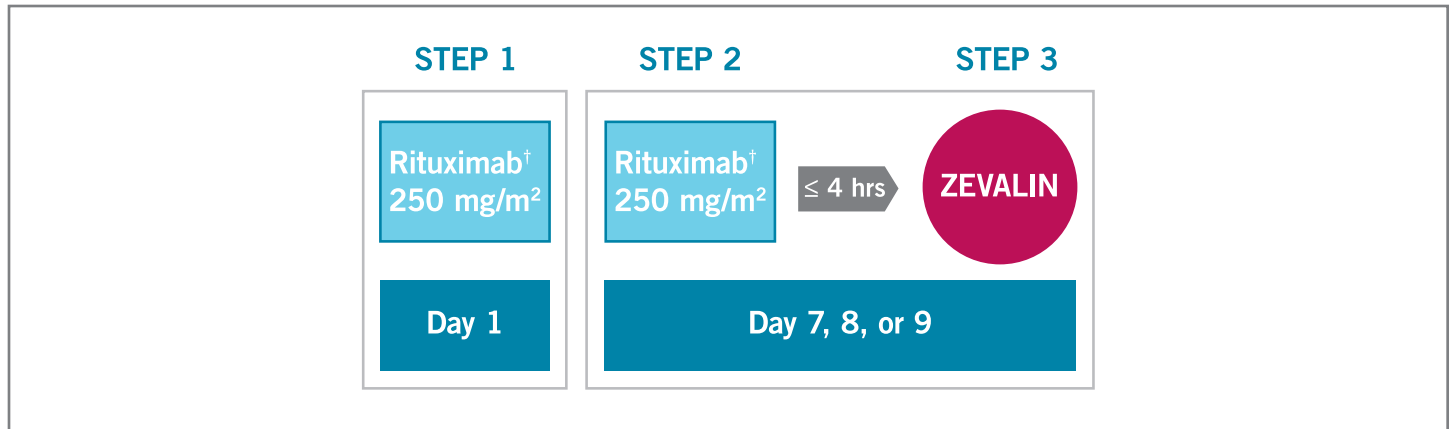 STEP 1
STEP 2
STEP 3
Rituximab†
250 mg/m²
Rituximab†
250 mg/m²
≤ 4 hrs
ZEVALIN
Day 1
Day 7, 8, or 9